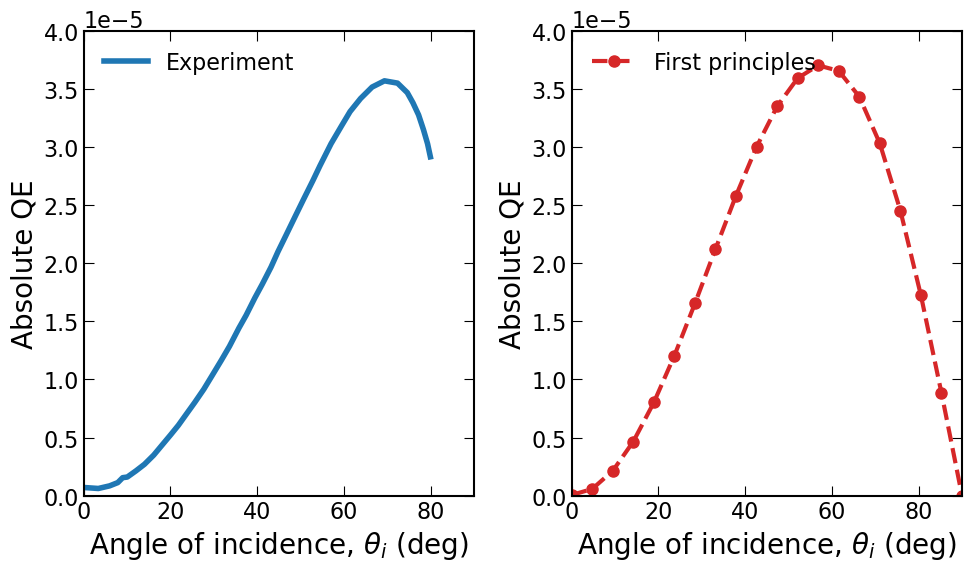 1e−5
4.0
3.5
3.0
2.5
2.0
1.5
1.0
0.5
0.0
Absolute QE
Experiment
0 20 40 60 80
Angle of incidence, θᵢ (deg)
1e−5
4.0
3.5
3.0
2.5
2.0
1.5
1.0
0.5
0.0
Absolute QE
First principles
0 20 40 60 80
Angle of incidence, θᵢ (deg)